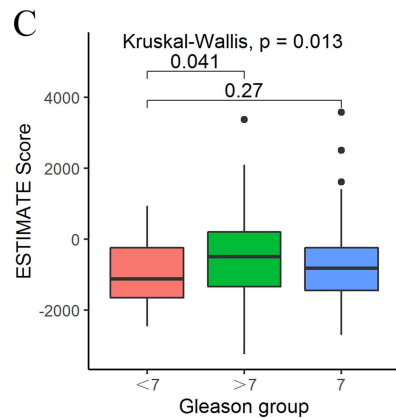 C
Kruskal-Wallis, p = 0.013
0.041
0.27
4000
2000
0
-2000
ESTIMATE Score
<7
>7
7
Gleason group